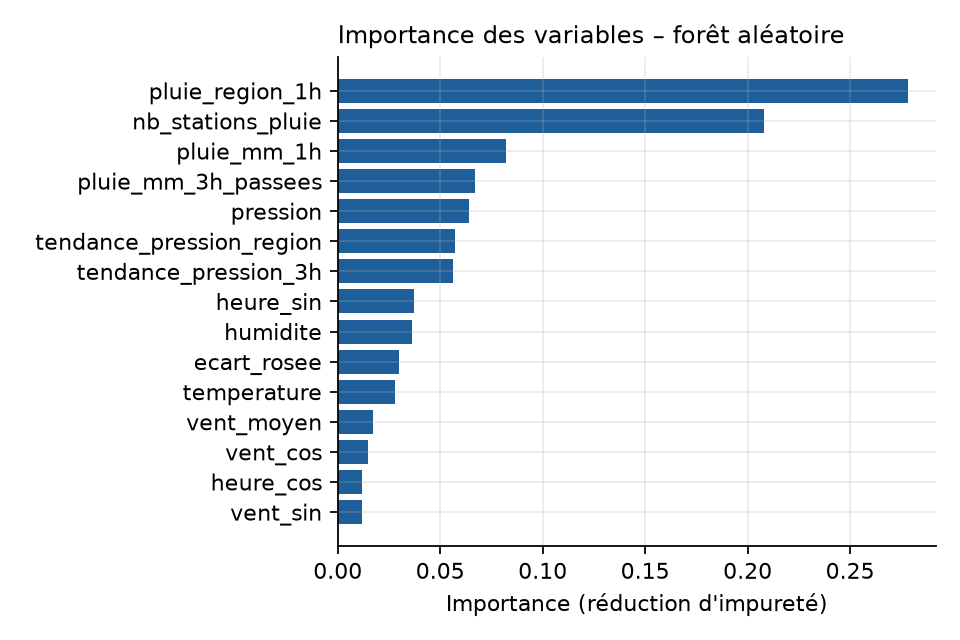 Importance des variables – forêt aléatoire
pluie_region_1h
nb_stations_pluie
pluie_mm_1h
pluie_mm_3h_passees
pression
tendance_pression_region
tendance_pression_3h
heure_sin
humidite
ecart_rosee
temperature
vent_moyen
vent_cos
heure_cos
vent_sin
0.00 0.05 0.10 0.15 0.20 0.25
Importance (réduction d'impureté)